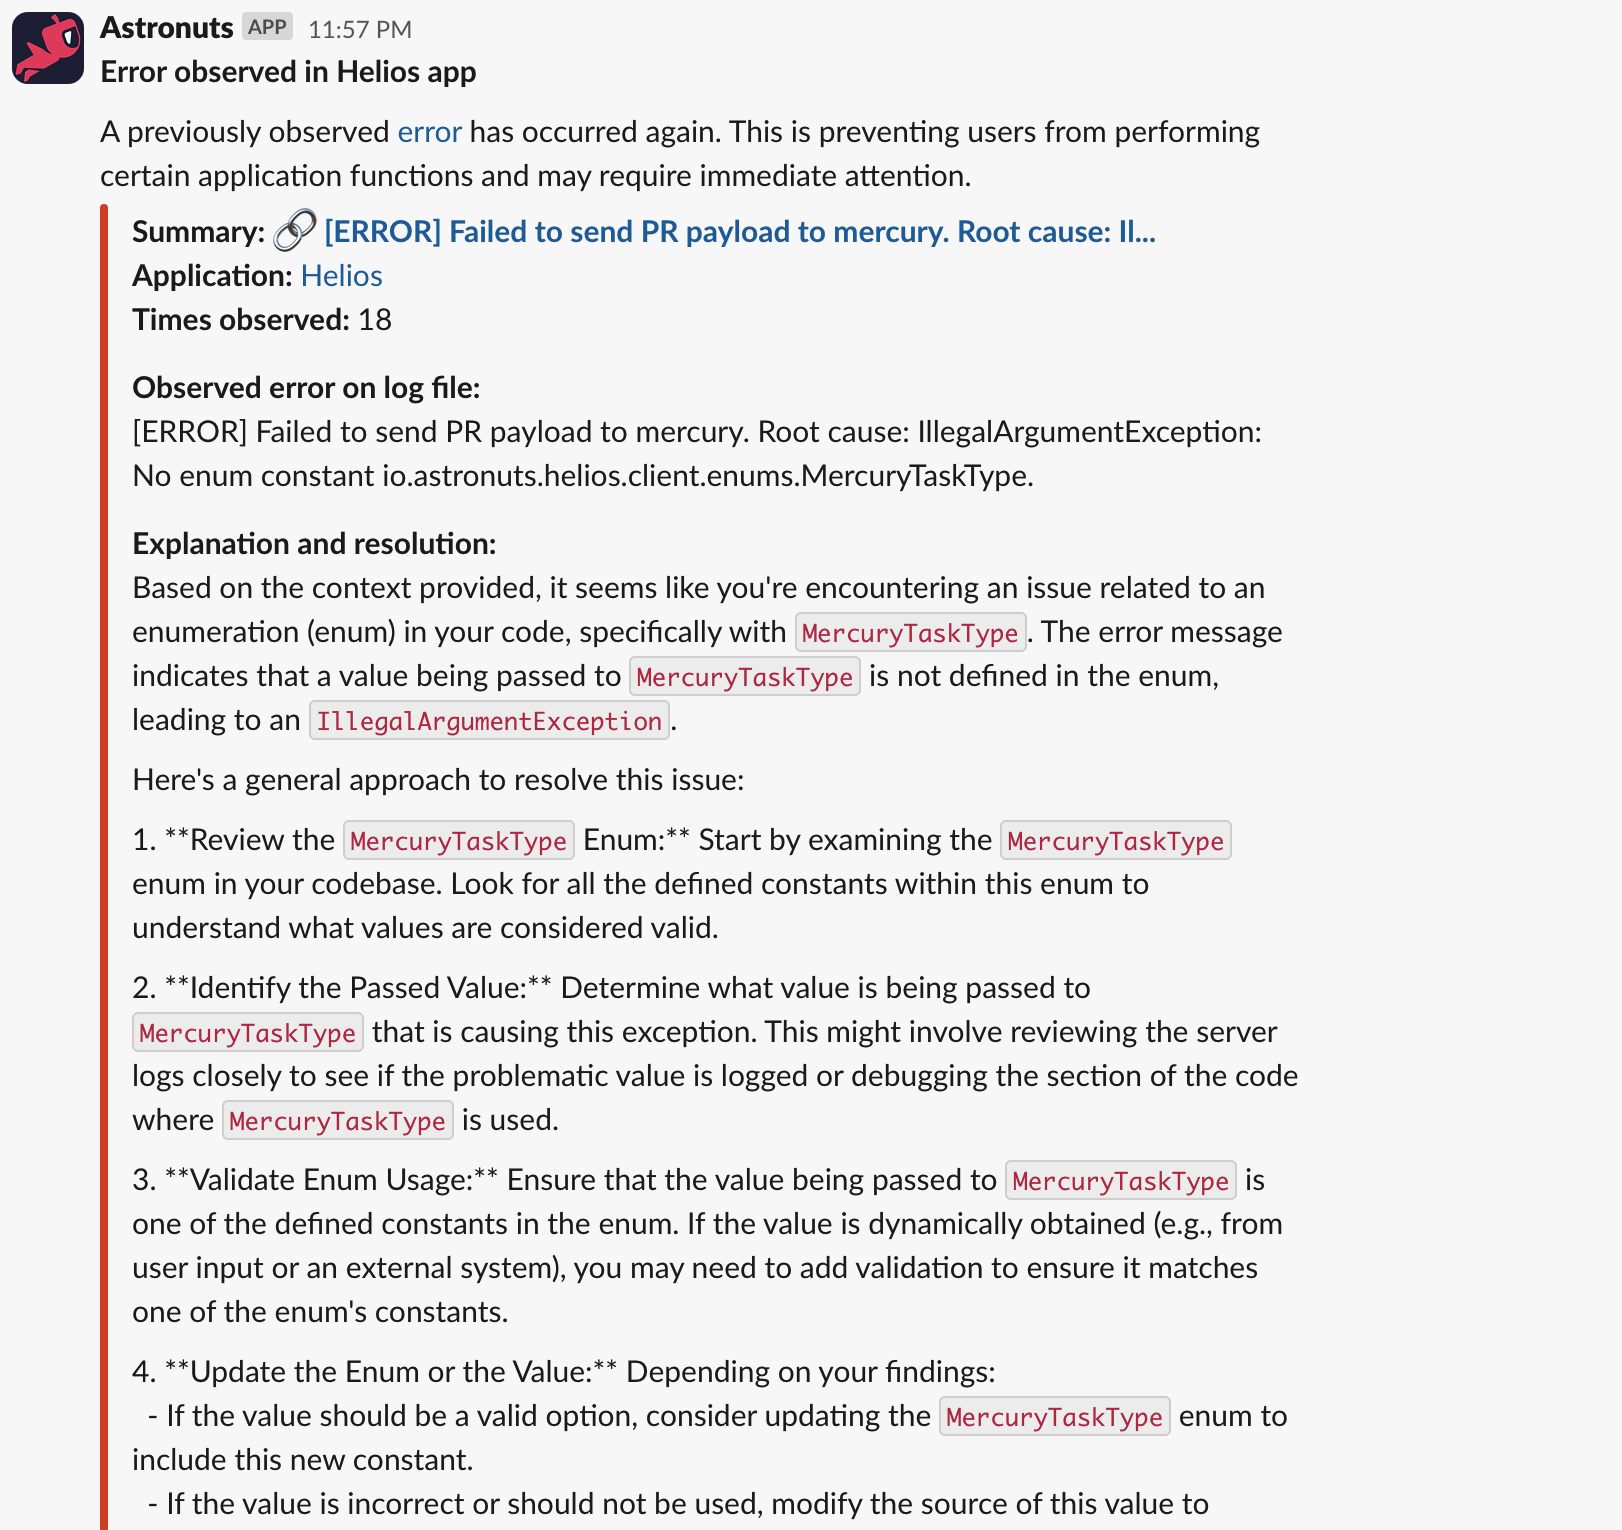 Astronuts APP 11:57 PM
Error observed in Helios app
A previously observed error has occurred again. This is preventing users from performing
certain application functions and may require immediate attention.
Summary: [ERROR] Failed to send PR payload to mercury. Root cause: Il...
Application: Helios
Times observed: 18
Observed error on log file:
[ERROR] Failed to send PR payload to mercury. Root cause: IllegalArgumentException:
No enum constant io.astronuts.helios.client.enums.MercuryTaskType.
Explanation and resolution:
Based on the context provided, it seems like you're encountering an issue related to an
enumeration (enum) in your code, specifically with MercuryTaskType. The error message
indicates that a value being passed to MercuryTaskType is not defined in the enum,
leading to an IllegalArgumentException.
Here's a general approach to resolve this issue:
1. **Review the MercuryTaskType Enum:** Start by examining the MercuryTaskType
enum in your codebase. Look for all the defined constants within this enum to
understand what values are considered valid.
2. **Identify the Passed Value:** Determine what value is being passed to
MercuryTaskType that is causing this exception. This might involve reviewing the server
logs closely to see if the problematic value is logged or debugging the section of the code
where MercuryTaskType is used.
3. **Validate Enum Usage:** Ensure that the value being passed to MercuryTaskType is
one of the defined constants in the enum. If the value is dynamically obtained (e.g., from
user input or an external system), you may need to add validation to ensure it matches
one of the enum's constants.
4. **Update the Enum or the Value:** Depending on your findings:
- If the value should be a valid option, consider updating the MercuryTaskType enum to
include this new constant.
- If the value is incorrect or should not be used, modify the source of this value to